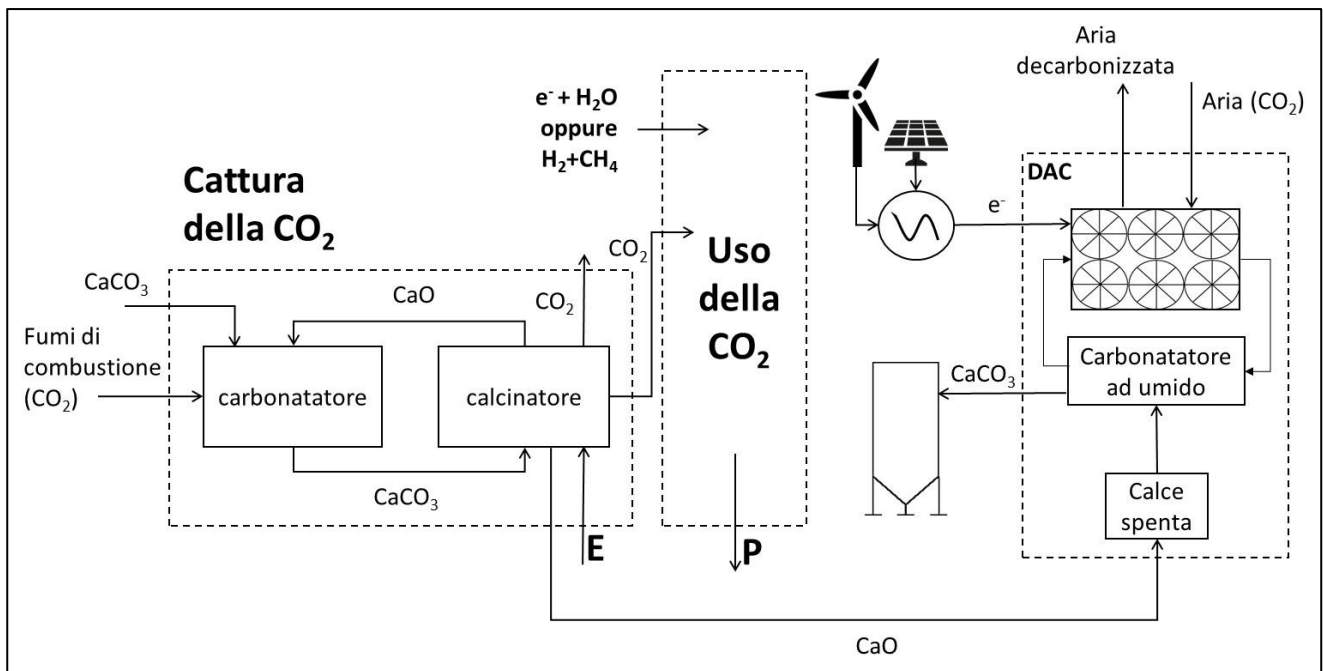 Cattura
della CO₂
CaCO₃
Fumi di
combustione
(CO₂)
carbonatatore
CaO
calcinatore
CaCO₃
CO₂
CO₂
E
e⁻ + H₂O
oppure
H₂+CH₄
Uso
della
CO₂
P
e⁻
Aria
decarbonizzata
Aria (CO₂)
DAC
Carbonatatore
ad umido
CaCO₃
Calce
spenta
CaO